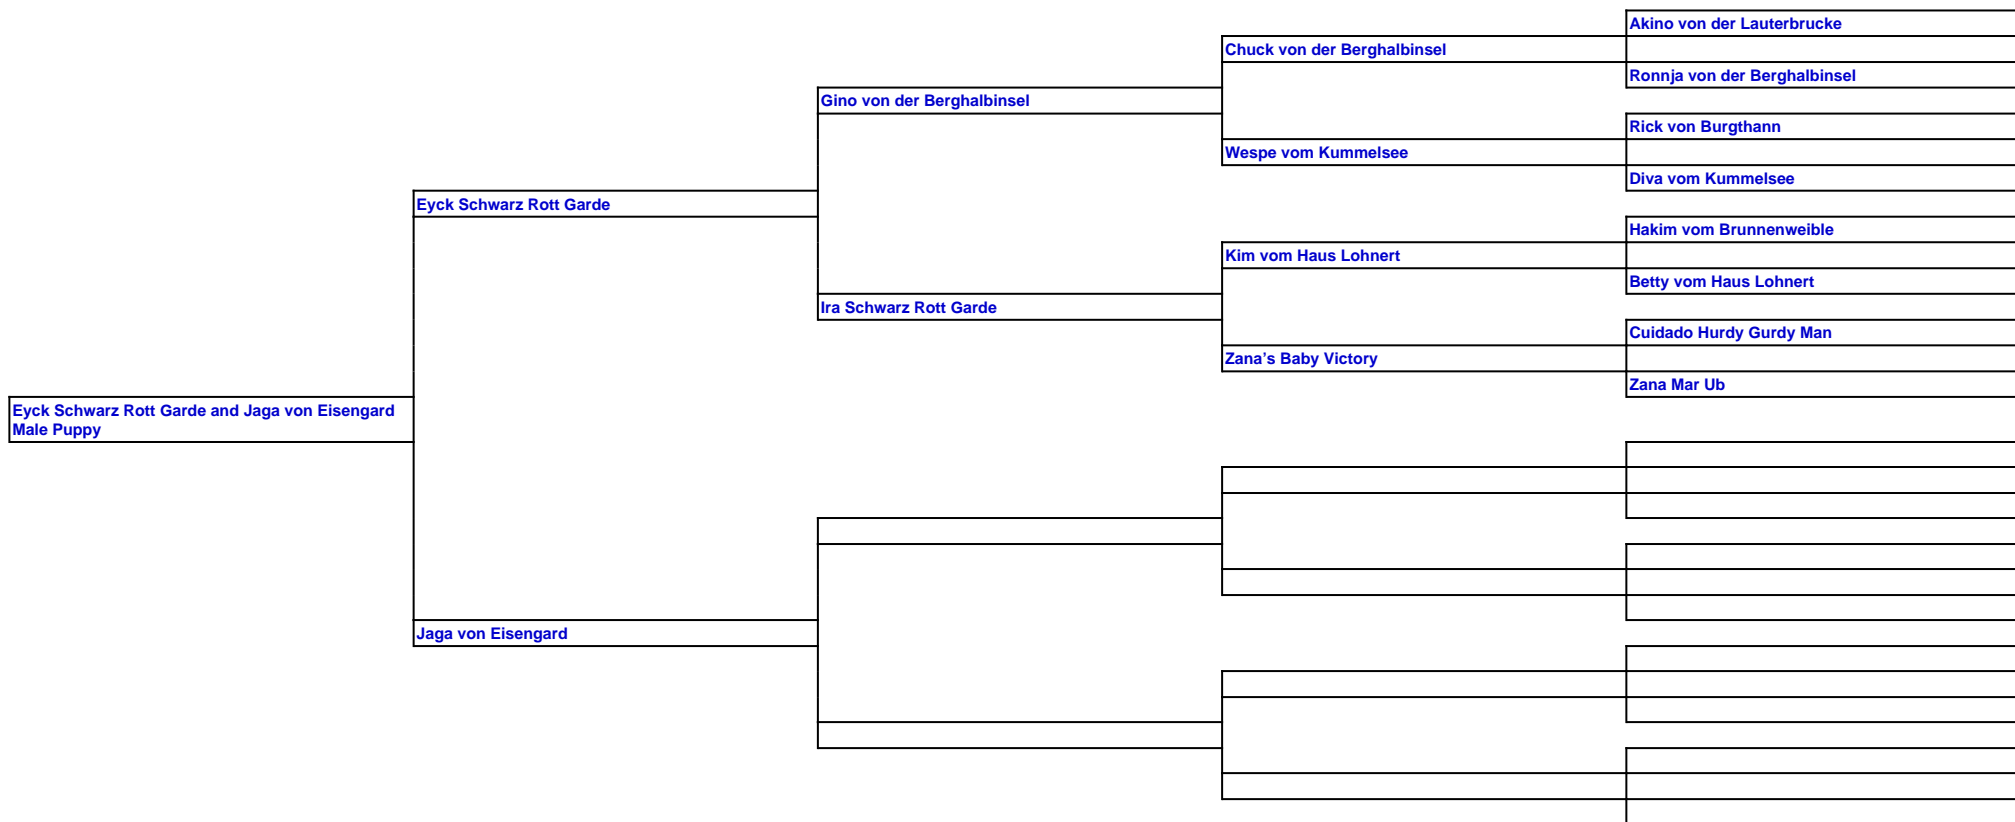 Akino von der Lauterbrucke
Chuck von der Berghalbinsel
Ronnja von der Berghalbinsel
Gino von der Berghalbinsel
Rick von Burgthann
Wespe vom Kummelsee
Diva vom Kummelsee
Eyck Schwarz Rott Garde
Hakim vom Brunnenweible
Kim vom Haus Lohnert
Betty vom Haus Lohnert
Ira Schwarz Rott Garde
Cuidado Hurdy Gurdy Man
Zana’s Baby Victory
Zana Mar Ub
Eyck Schwarz Rott Garde and Jaga von Eisengard
Male Puppy
Jaga von Eisengard